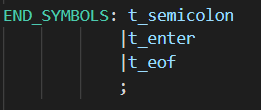 END_SYMBOLS: t_semicolon
|t_enter
|t_eof
;